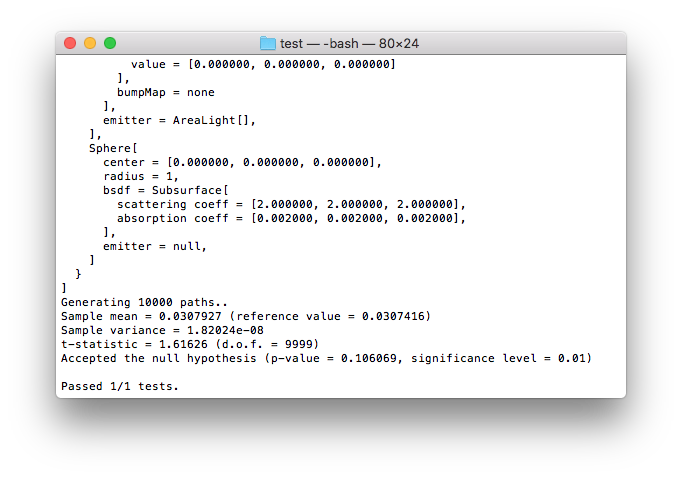 test — -bash — 80×24
value = [0.000000, 0.000000, 0.000000]
],
bumpMap = none
],
emitter = AreaLight[],
],
Sphere[
center = [0.000000, 0.000000, 0.000000],
radius = 1,
bsdf = Subsurface[
scattering coeff = [2.000000, 2.000000, 2.000000],
absorption coeff = [0.002000, 0.002000, 0.002000],
],
emitter = null,
]
}
]
Generating 10000 paths..
Sample mean = 0.0307927 (reference value = 0.0307416)
Sample variance = 1.82024e-08
t-statistic = 1.61626 (d.o.f. = 9999)
Accepted the null hypothesis (p-value = 0.106069, significance level = 0.01)
Passed 1/1 tests.